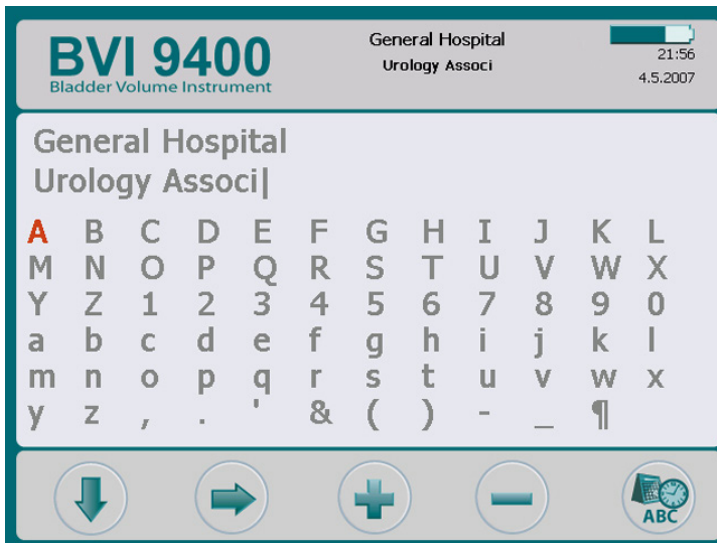 BVI 9400
Bladder Volume Instrument
General Hospital
Urology Associ
21:56
4.5.2007
General Hospital
Urology Associ|
A B C D E F G H I J K L
M N O P Q R S T U V W X
Y Z 1 2 3 4 5 6 7 8 9 0
a b c d e f g h i j k l
m n o p q r s t u v w x
y z , . ' & ( ) - _ ¶
ABC